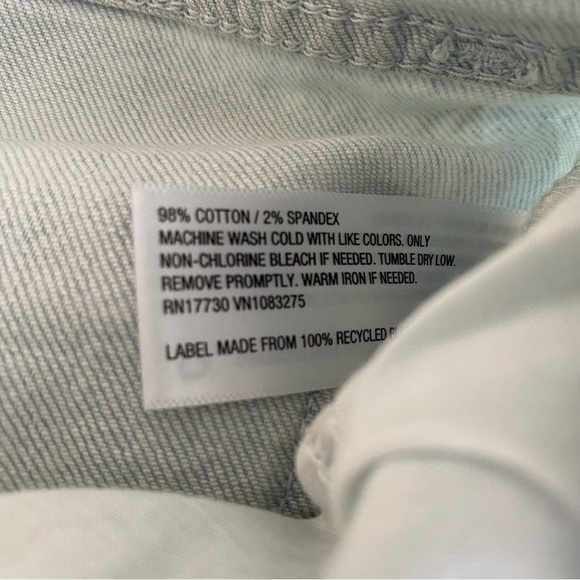 98% COTTON / 2% SPANDEX
MACHINE WASH COLD WITH LIKE COLORS. ONLY
NON-CHLORINE BLEACH IF NEEDED. TUMBLE DRY LOW.
REMOVE PROMPTLY. WARM IRON IF NEEDED.
RN17730 VN1083275
LABEL MADE FROM 100% RECYCLED